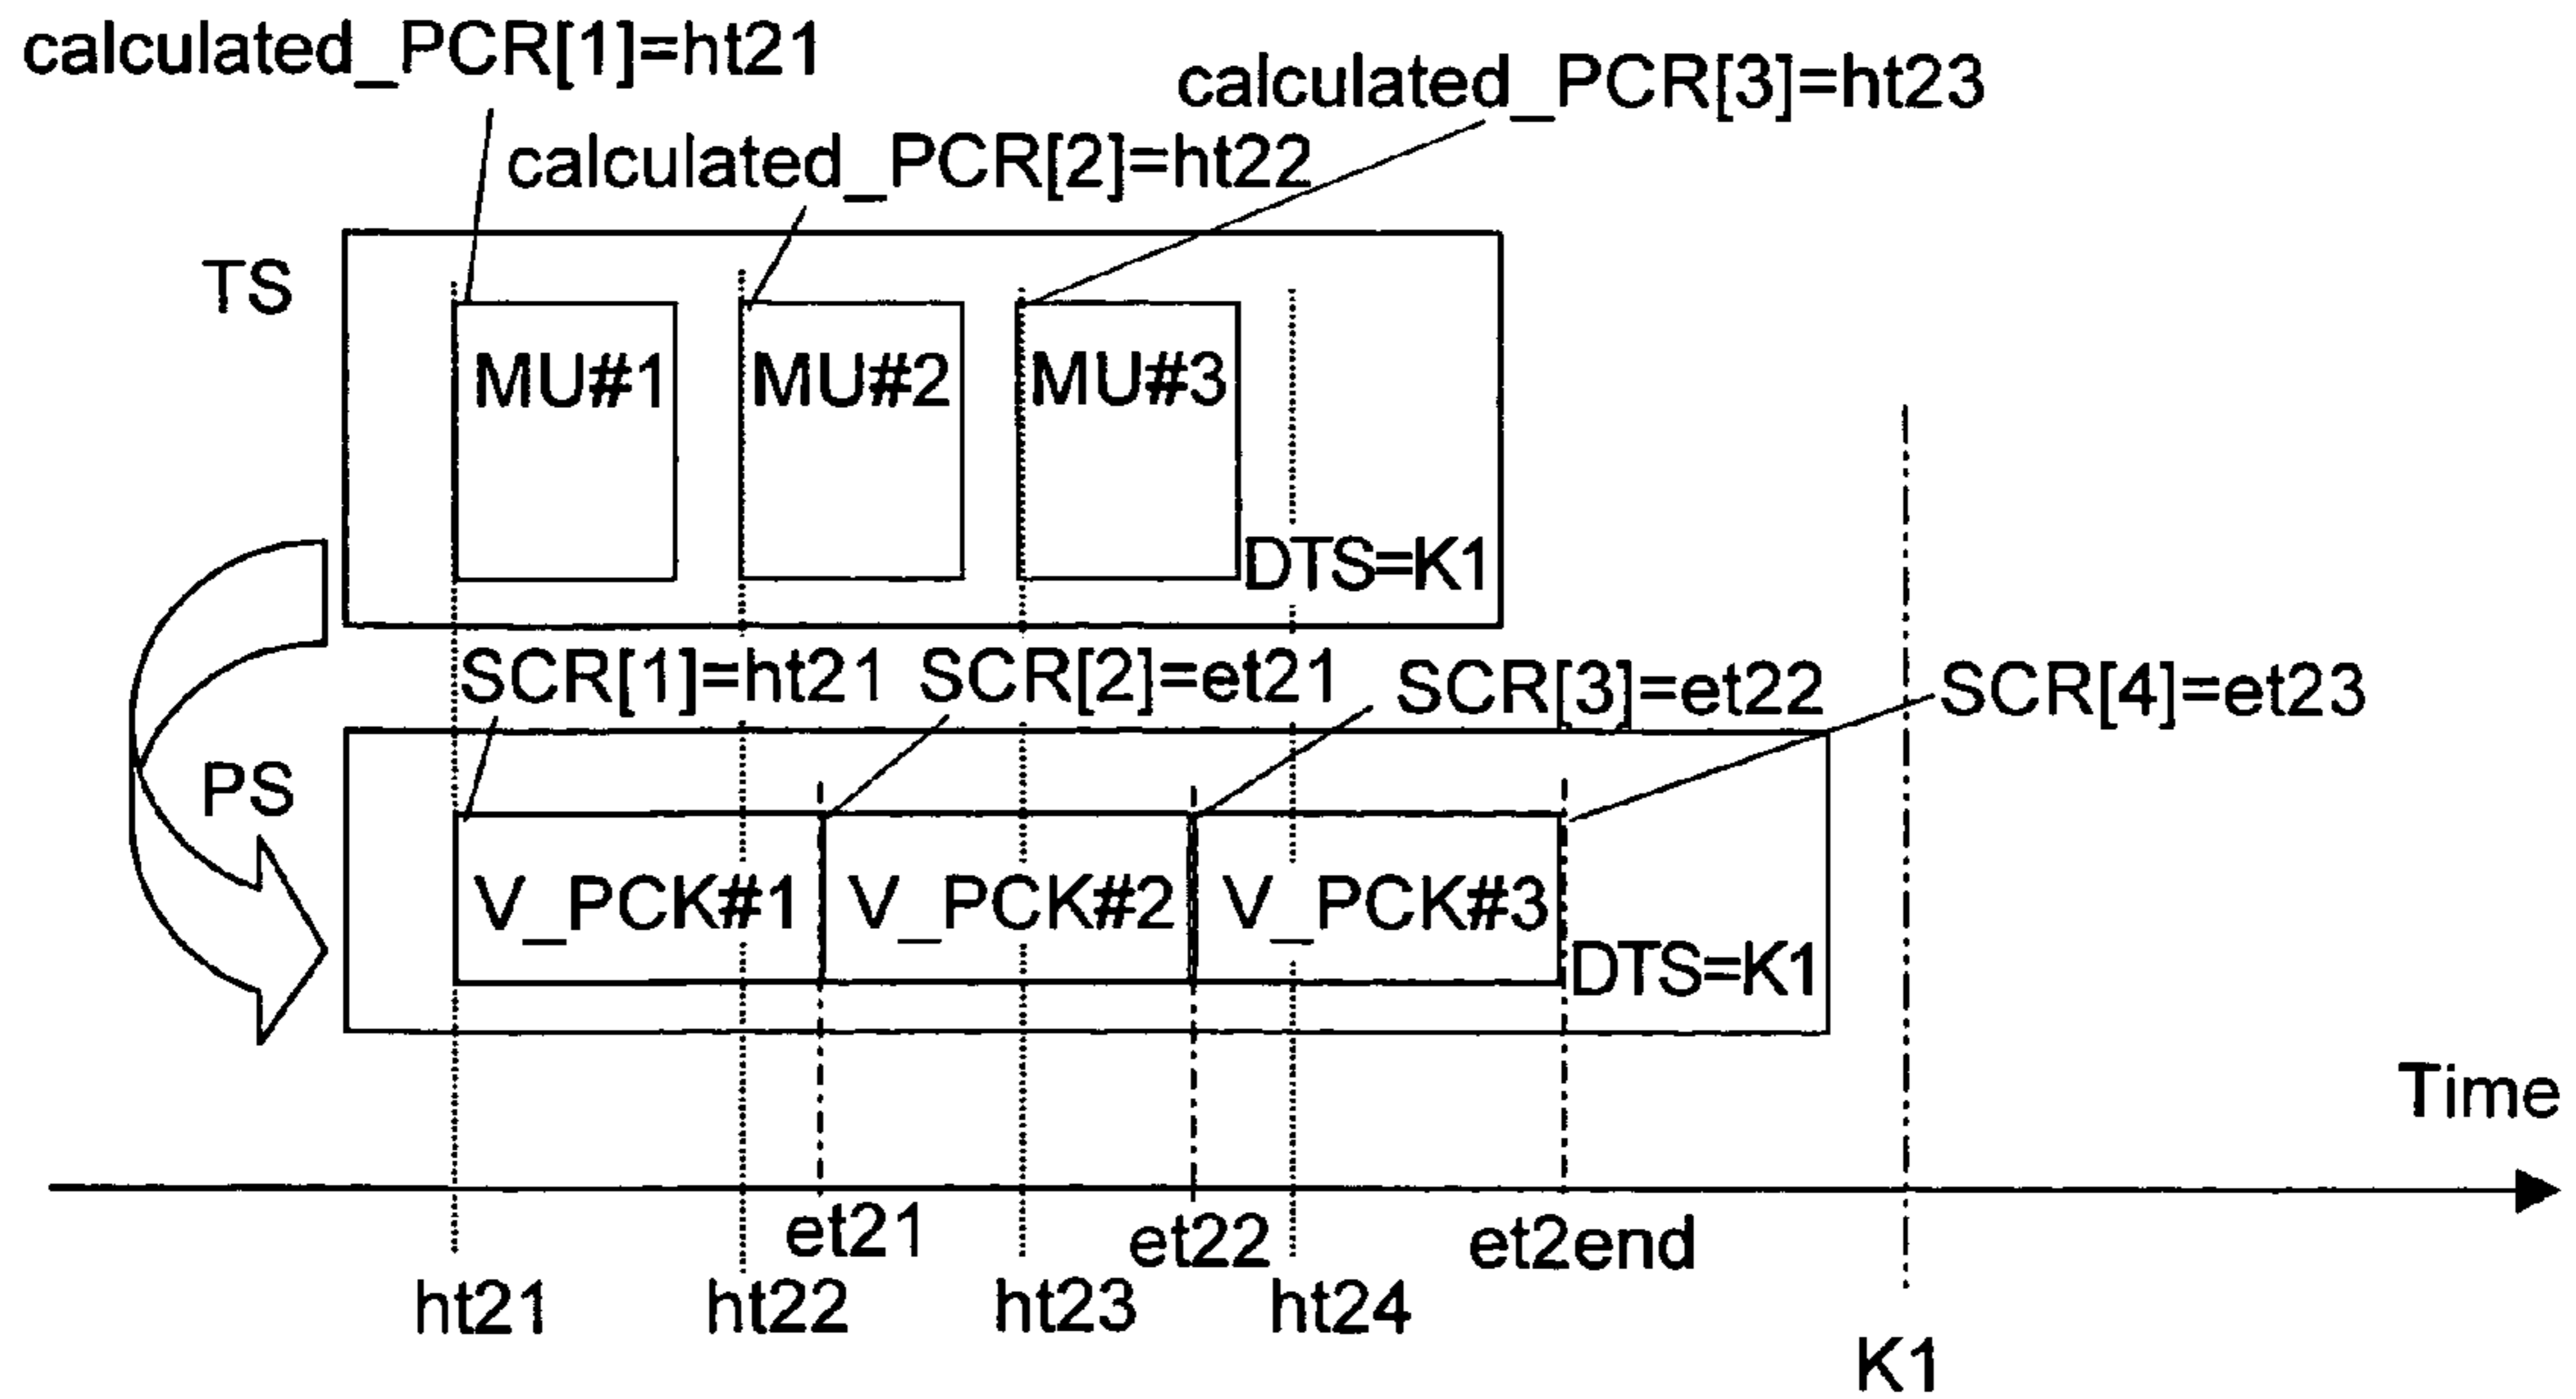 calculated_PCR[1]=ht21
calculated_PCR[3]=ht23
calculated_PCR[2]=ht22
TS
MU#1 MU#2 MU#3
DTS=K1
SCR[1]=ht21 SCR[2]=et21 SCR[3]=et22 SCR[4]=et23
PS
V_PCK#1 V_PCK#2 V_PCK#3
DTS=K1
Time
et21 et22 et2end
ht21 ht22 ht23 ht24
K1